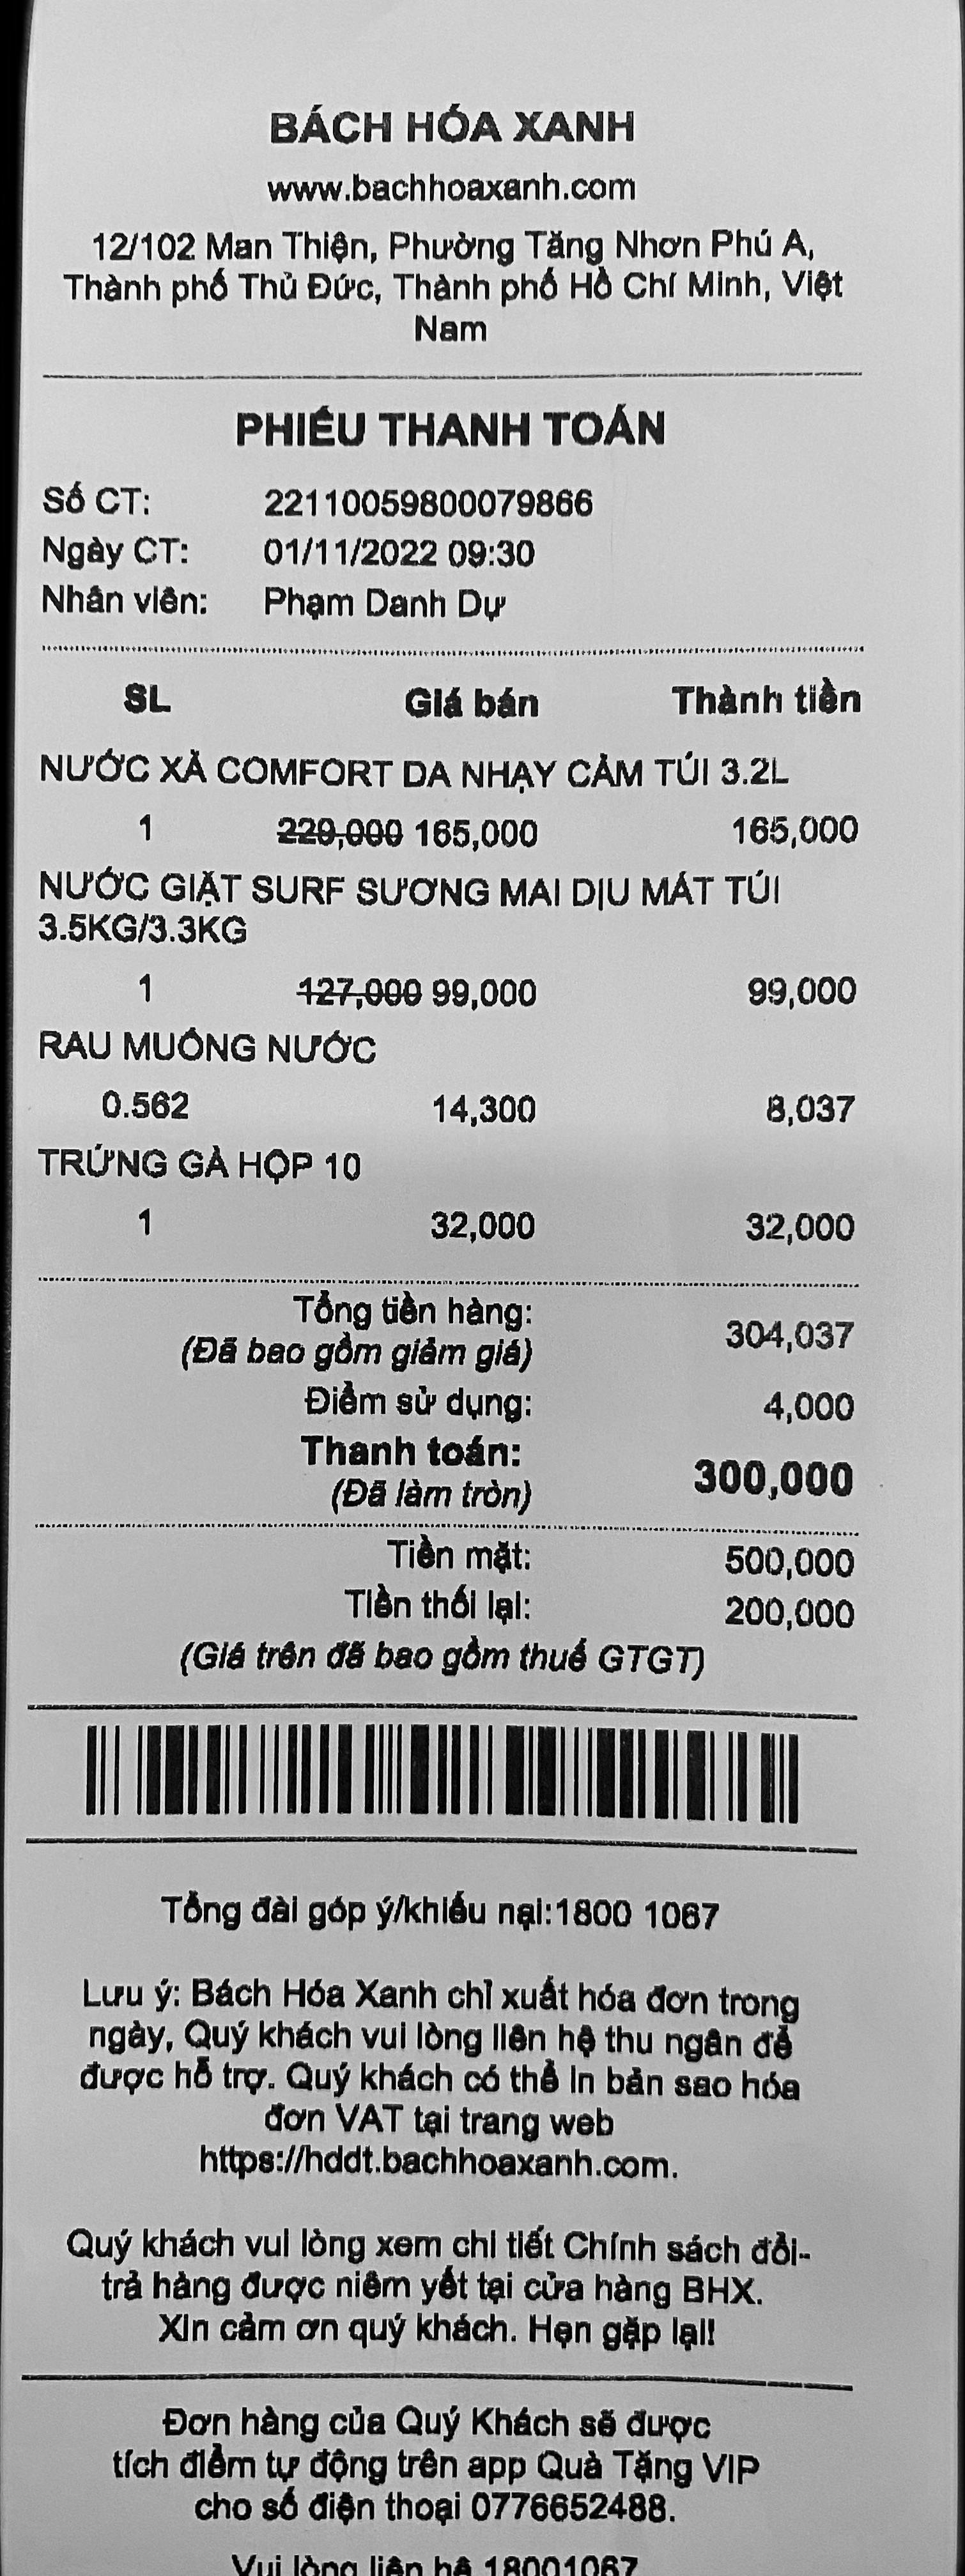 BÁCH HÓA XANH
www.bachhoaxanh.com
12/102 Man Thiện, Phường Tăng Nhơn Phú A,
Thành phố Thủ Đức, Thành phố Hồ Chí Minh, Việt
Nam
PHIẾU THANH TOÁN
Số CT: 22110059800079866
Ngày CT: 01/11/2022 09:30
Nhân viên: Phạm Danh Dự
SL Giá bán Thành tiền
NƯỚC XẢ COMFORT DA NHẠY CẢM TÚI 3.2L
1 229,000 165,000 165,000
NƯỚC GIẶT SURF SƯƠNG MAI DỊU MÁT TÚI
3.5KG/3.3KG
1 127,000 99,000 99,000
RAU MUỐNG NƯỚC
0.562 14,300 8,037
TRỨNG GÀ HỘP 10
1 32,000 32,000
Tổng tiền hàng: 304,037
(Đã bao gồm giảm giá)
Điểm sử dụng: 4,000
Thanh toán: 300,000
(Đã làm tròn)
Tiền mặt: 500,000
Tiền thối lại: 200,000
(Giá trên đã bao gồm thuế GTGT)
Tổng đài góp ý/khiếu nại:1800 1067
Lưu ý: Bách Hóa Xanh chỉ xuất hóa đơn trong
ngày, Quý khách vui lòng liên hệ thu ngân để
được hỗ trợ. Quý khách có thể in bản sao hóa
đơn VAT tại trang web
https://hddt.bachhoaxanh.com.
Quý khách vui lòng xem chi tiết Chính sách đổi-
trả hàng được niêm yết tại cửa hàng BHX.
Xin cảm ơn quý khách. Hẹn gặp lại!
Đơn hàng của Quý Khách sẽ được
tích điểm tự động trên app Quà Tặng VIP
cho số điện thoại 0776652488.
Vui lòng liên hệ 18001067